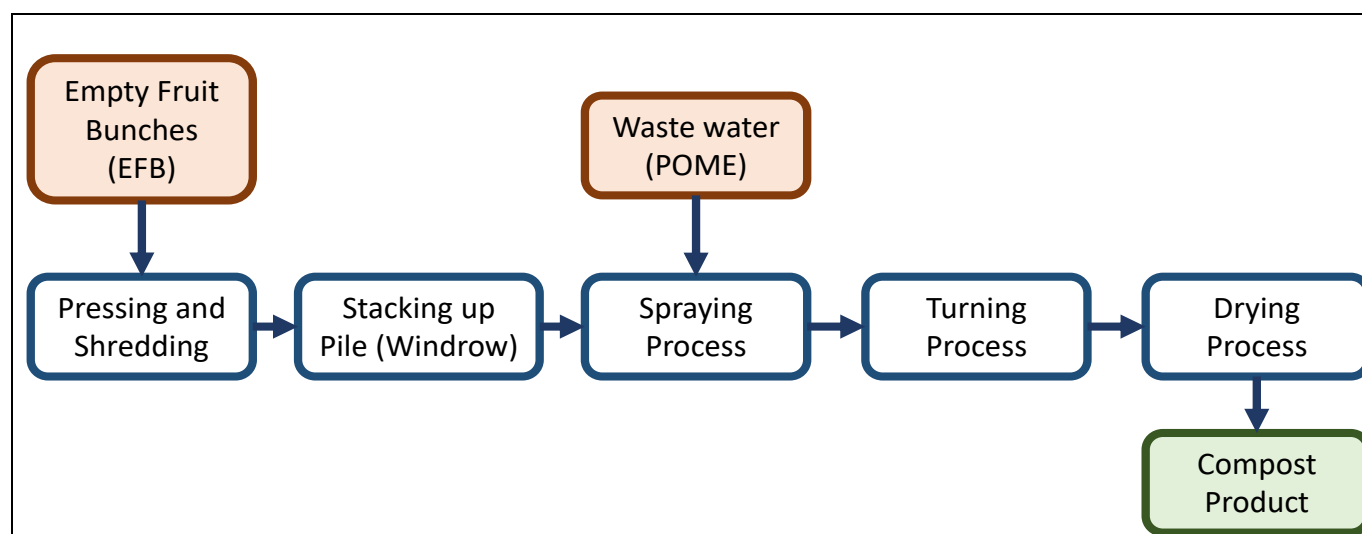 Empty Fruit
Bunches
(EFB)
Waste water
(POME)
Pressing and
Shredding
Stacking up
Pile (Windrow)
Spraying
Process
Turning
Process
Drying
Process
Compost
Product